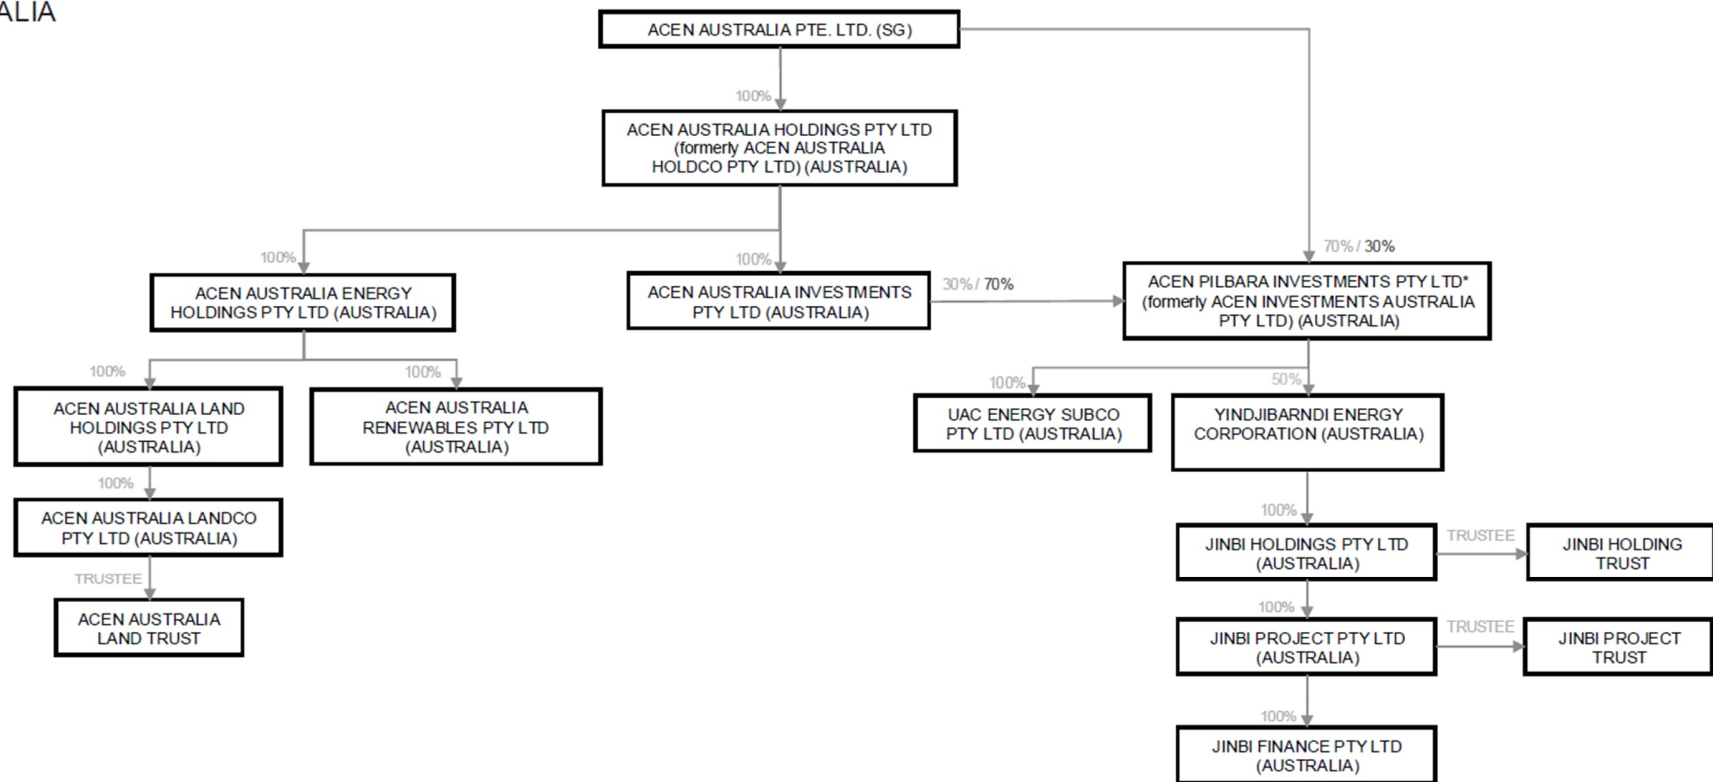 ALIA
ACEN AUSTRALIA PTE. LTD. (SG)
100%
ACEN AUSTRALIA HOLDINGS PTY LTD
(formerly ACEN AUSTRALIA
HOLDCO PTY LTD) (AUSTRALIA)
100%
100%
70% / 30%
ACEN AUSTRALIA ENERGY
HOLDINGS PTY LTD (AUSTRALIA)
ACEN AUSTRALIA INVESTMENTS
PTY LTD (AUSTRALIA)
30% / 70%
ACEN PILBARA INVESTMENTS PTY LTD*
(formerly ACEN INVESTMENTS AUSTRALIA
PTY LTD) (AUSTRALIA)
100%
100%
100%
50%
ACEN AUSTRALIA LAND
HOLDINGS PTY LTD
(AUSTRALIA)
ACEN AUSTRALIA
RENEWABLES PTY LTD
(AUSTRALIA)
UAC ENERGY SUBCO
PTY LTD (AUSTRALIA)
YINDJIBARNDI ENERGY
CORPORATION (AUSTRALIA)
100%
ACEN AUSTRALIA LANDCO
PTY LTD (AUSTRALIA)
100%
JINBI HOLDINGS PTY LTD
(AUSTRALIA)
TRUSTEE
JINBI HOLDING
TRUST
TRUSTEE
ACEN AUSTRALIA
LAND TRUST
100%
JINBI PROJECT PTY LTD
(AUSTRALIA)
TRUSTEE
JINBI PROJECT
TRUST
100%
JINBI FINANCE PTY LTD
(AUSTRALIA)